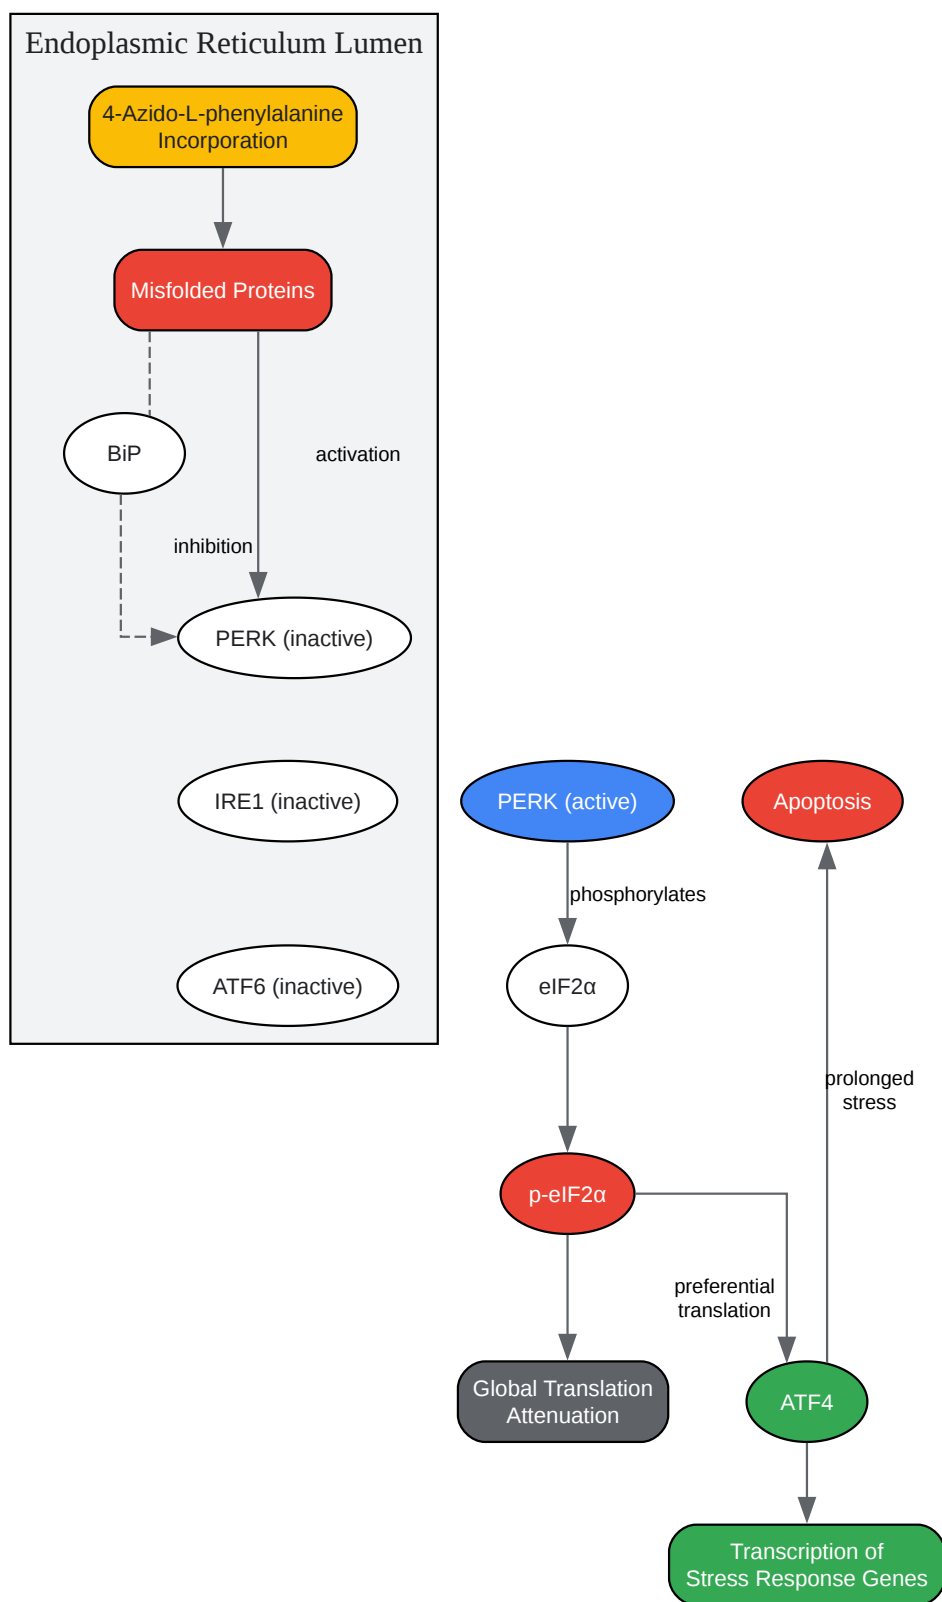 Endoplasmic Reticulum Lumen
4-Azido-L-phenylalanine
Incorporation
Misfolded Proteins
BiP
activation
inhibition
PERK (inactive)
IRE1 (inactive)
PERK (active)
Apoptosis
phosphorylates
ATF6 (inactive)
eIF2α
prolonged
stress
p-eIF2α
preferential
translation
Global Translation
Attenuation
ATF4
Transcription of
Stress Response Genes